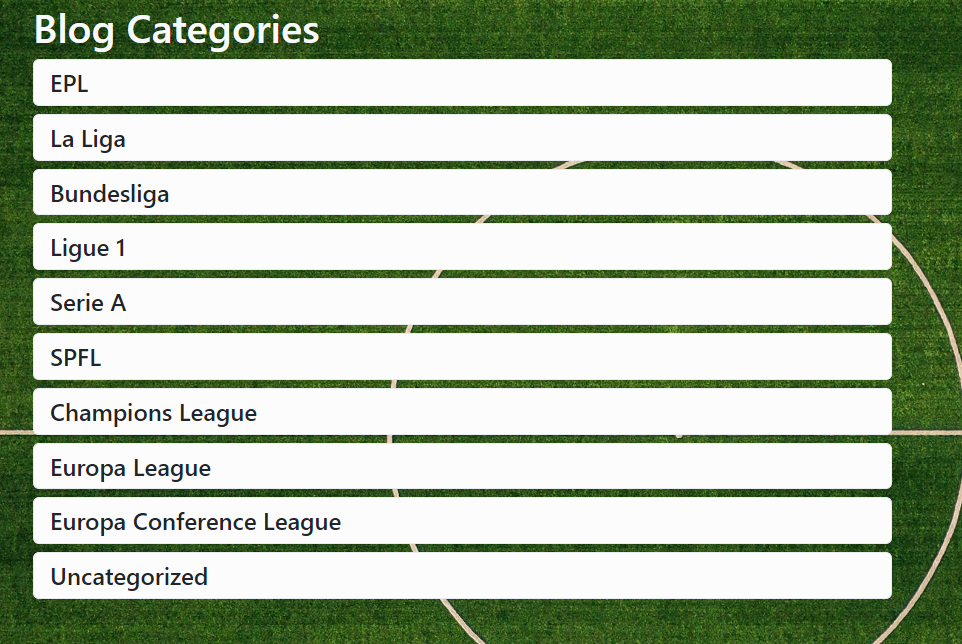 Blog Categories
EPL
La Liga
Bundesliga
Ligue 1
Serie A
SPFL
Champions League
Europa League
Europa Conference League
Uncategorized